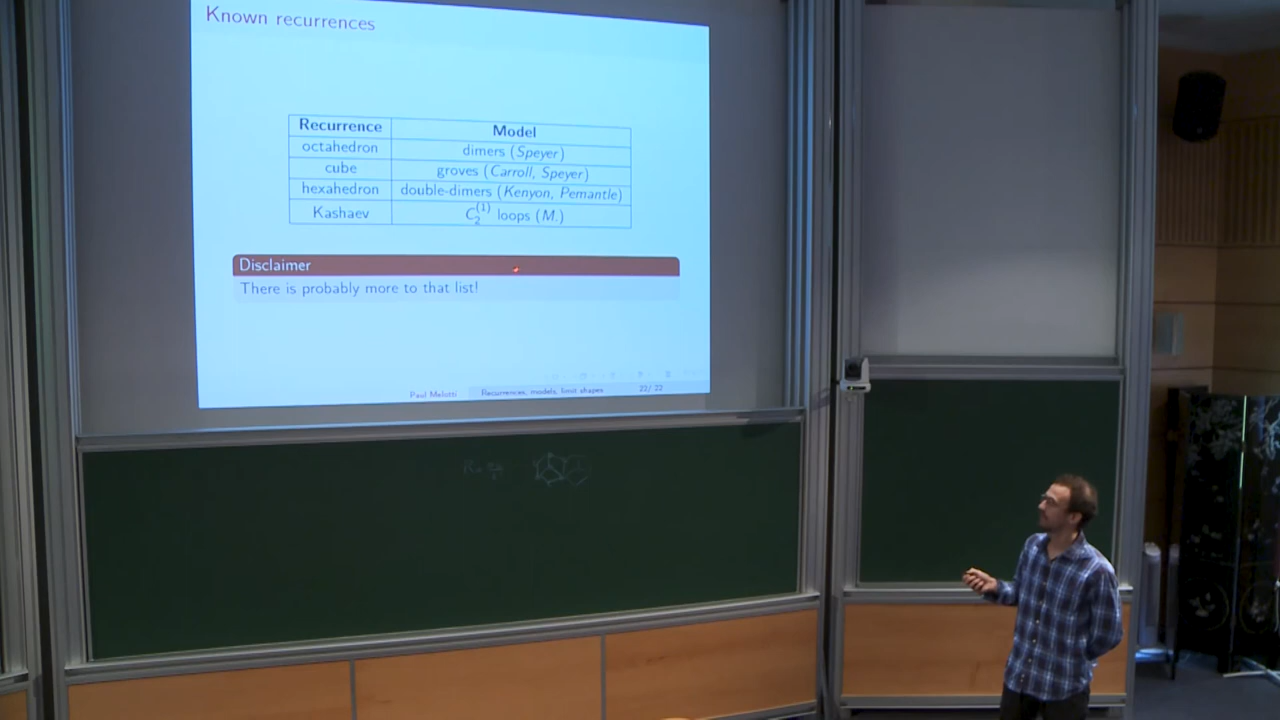 Known recurrences
Recurrence Model
octahedron dimers (Speyer)
cube groves (Carroll, Speyer)
hexahedron double-dimers (Kenyon, Pemantle)
Kashaev C₂⁽¹⁾ loops (M.)
Disclaimer
There is probably more to that list!
Paul Melotti Recurrences, models, limit shapes 22/ 22